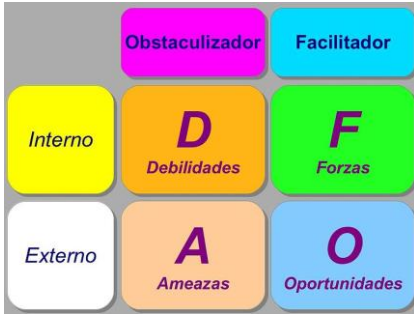 Obstaculizador Facilitador
Interno
D
Debilidades
F
Forzas
Externo
A
Ameazas
O
Oportunidades